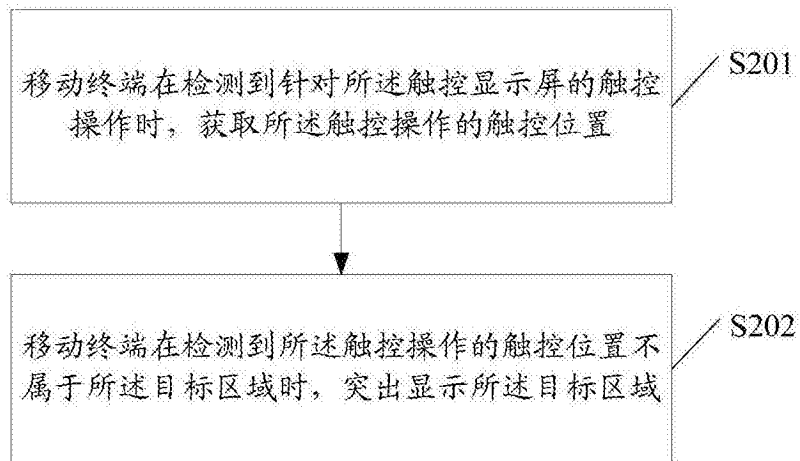 移动终端在检测到针对所述触控显示屏的触控
操作时，获取所述触控操作的触控位置
S201
移动终端在检测到所述触控操作的触控位置不
属于所述目标区域时，突出显示所述目标区域
S202